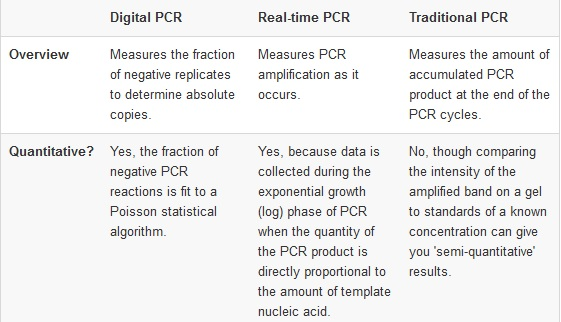 Digital PCR Real-time PCR Traditional PCR
Overview
Measures the fraction
of negative replicates
to determine absolute
copies.
Measures PCR
amplification as it
occurs.
Measures the amount of
accumulated PCR
product at the end of the
PCR cycles.
Quantitative?
Yes, the fraction of
negative PCR
reactions is fit to a
Poisson statistical
algorithm.
Yes, because data is
collected during the
exponential growth
(log) phase of PCR
when the quantity of
the PCR product is
directly proportional to
the amount of template
nucleic acid.
No, though comparing
the intensity of the
amplified band on a gel
to standards of a known
concentration can give
you 'semi-quantitative'
results.